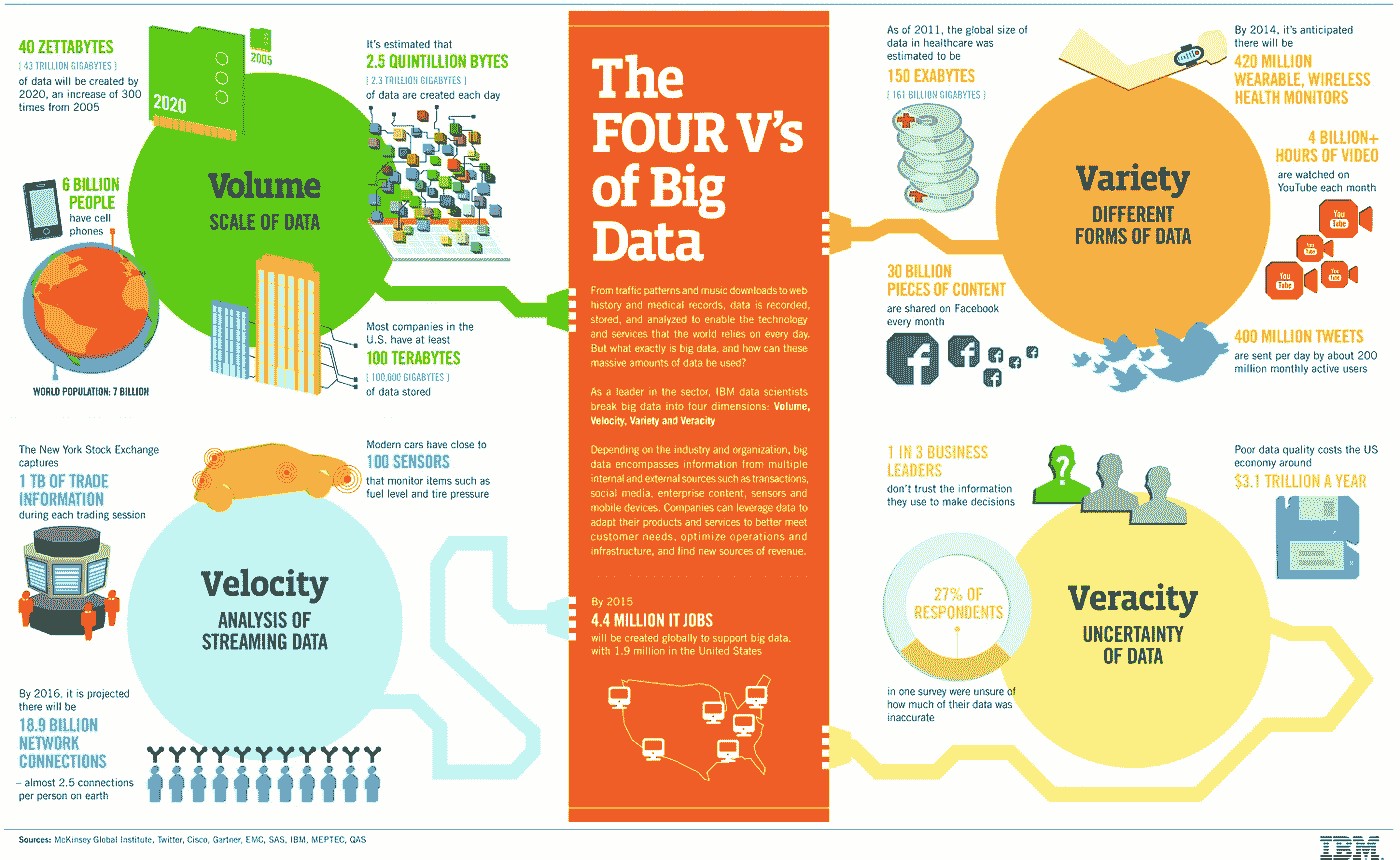 40 ZETTABYTES
[ 43 TRILLION GIGABYTES ]
of data will be created by
2020, an increase of 300
times from 2005
2020
2005
It's estimated that
2.5 QUINTILLION BYTES
[ 2.3 TRILLION GIGABYTES ]
of data are created each day
6 BILLION
PEOPLE
have cell
phones
WORLD POPULATION: 7 BILLION
Volume
SCALE OF DATA
Most companies in the
U.S. have at least
100 TERABYTES
[ 100,000 GIGABYTES ]
of data stored
The New York Stock Exchange
captures
1 TB OF TRADE
INFORMATION
during each trading session
Modern cars have close to
100 SENSORS
that monitor items such as
fuel level and tire pressure
Velocity
ANALYSIS OF
STREAMING DATA
By 2016, it is projected
there will be
18.9 BILLION
NETWORK
CONNECTIONS
– almost 2.5 connections
per person on earth
The
FOUR V's
of Big
Data
From traffic patterns and music downloads to web
history and medical records, data is recorded,
stored, and analyzed to enable the technology
and services that the world relies on every day.
But what exactly is big data, and how can these
massive amounts of data be used?
As a leader in the sector, IBM data scientists
break big data into four dimensions: Volume,
Velocity, Variety and Veracity
Depending on the industry and organization, big
data encompasses information from multiple
internal and external sources such as transactions,
social media, enterprise content, sensors and
mobile devices. Companies can leverage data to
adapt their products and services to better meet
customer needs, optimize operations and
infrastructure, and find new sources of revenue.
By 2015
4.4 MILLION IT JOBS
will be created globally to support big data,
with 1.9 million in the United States
As of 2011, the global size of
data in healthcare was
estimated to be
150 EXABYTES
[ 161 BILLION GIGABYTES ]
By 2014, it's anticipated
there will be
420 MILLION
WEARABLE, WIRELESS
HEALTH MONITORS
Variety
DIFFERENT
FORMS OF DATA
4 BILLION+
HOURS OF VIDEO
are watched on
YouTube each month
You
Tube
You
Tube
You
Tube
You
Tube
30 BILLION
PIECES OF CONTENT
are shared on Facebook
every month
f
f
f
f
f
f
400 MILLION TWEETS
are sent per day by about 200
million monthly active users
1 IN 3 BUSINESS
LEADERS
don't trust the information
they use to make decisions
?
Poor data quality costs the US
economy around
$3.1 TRILLION A YEAR
27% OF
RESPONDENTS
in one survey were unsure of
how much of their data was
inaccurate
Veracity
UNCERTAINTY
OF DATA
Sources: McKinsey Global Institute, Twitter, Cisco, Gartner, EMC, SAS, IBM, MEPTEC, QAS
IBM